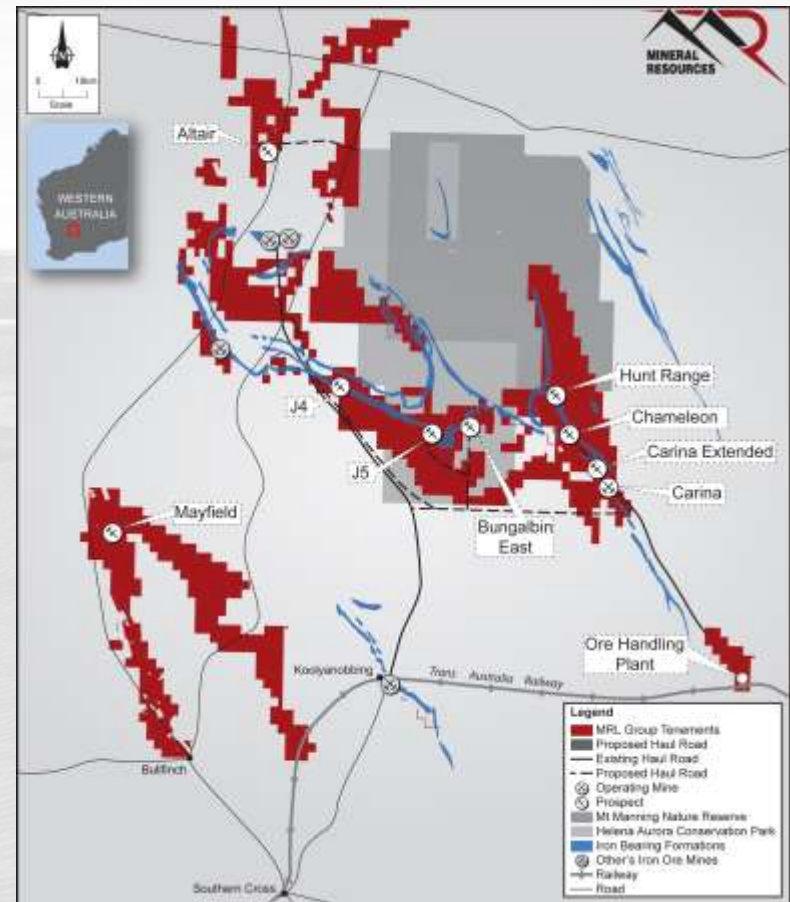 MINERAL
RESOURCES
0 10km
Scale
WESTERN
AUSTRALIA
Altair
Hunt Range
J4
Chameleon
Carina Extended
J5
Carina
Mayfield
Bungalbin
East
Ore Handling
Plant
Koolyanobbing
Trans Australia Railway
Bullfinch
Southern Cross
Legend
MRL Group Tenements
Proposed Haul Road
Existing Haul Road
Proposed Haul Road
Operating Mine
Prospect
Mt Manning Nature Reserve
Helena Aurora Conservation Park
Iron Bearing Formations
Other's Iron Ore Mines
Railway
Road